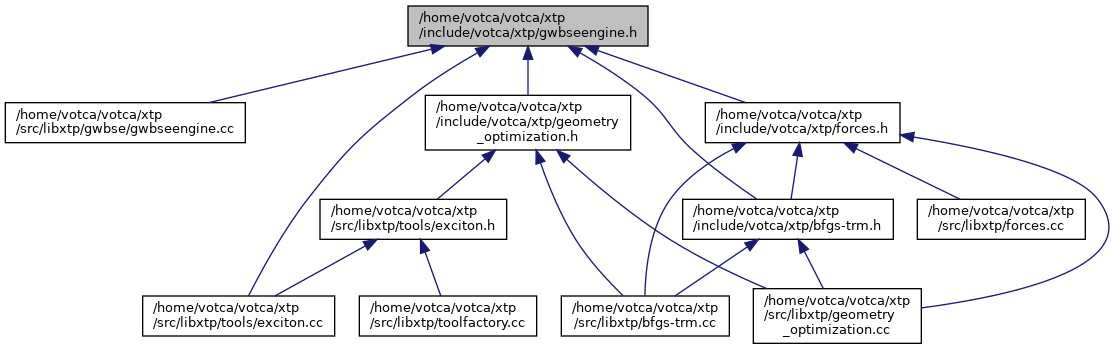 /home/votca/votca/xtp
/include/votca/xtp/gwbseengine.h
/home/votca/votca/xtp
/src/libxtp/gwbse/gwbseengine.cc
/home/votca/votca/xtp
/include/votca/xtp/geometry
_optimization.h
/home/votca/votca/xtp
/include/votca/xtp/forces.h
/home/votca/votca/xtp
/src/libxtp/tools/exciton.h
/home/votca/votca/xtp
/include/votca/xtp/bfgs-trm.h
/home/votca/votca/xtp
/src/libxtp/forces.cc
/home/votca/votca/xtp
/src/libxtp/tools/exciton.cc
/home/votca/votca/xtp
/src/libxtp/toolfactory.cc
/home/votca/votca/xtp
/src/libxtp/bfgs-trm.cc
/home/votca/votca/xtp
/src/libxtp/geometry
_optimization.cc